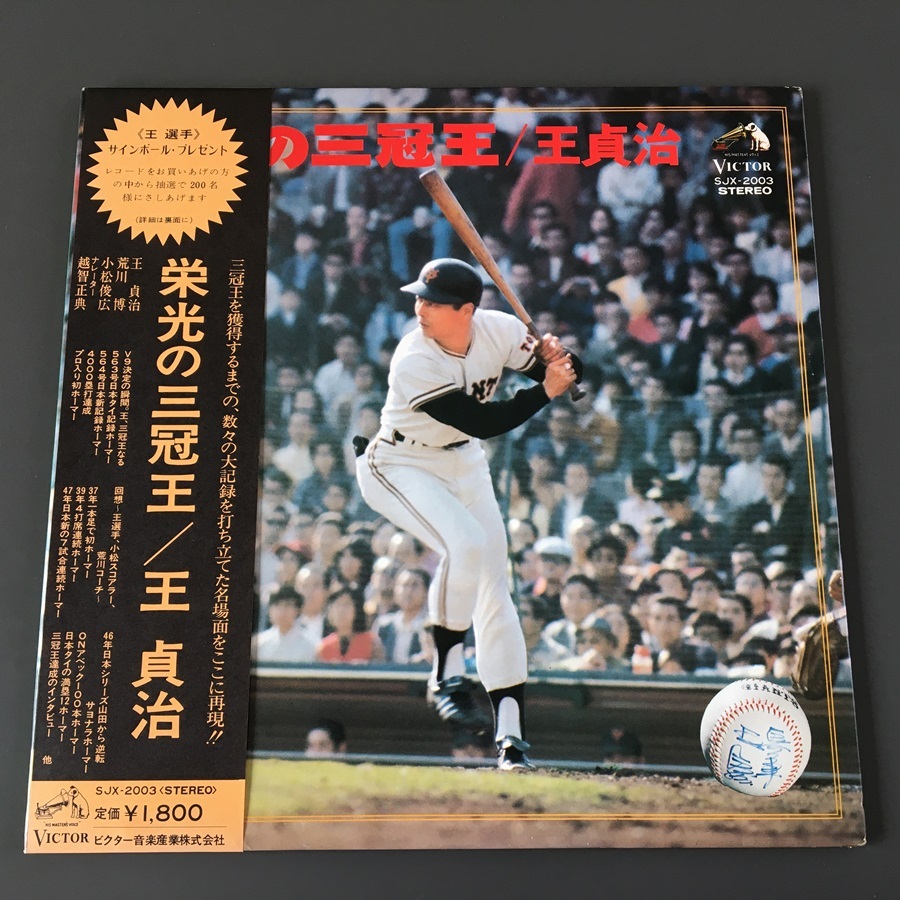 《王 選手》
サインボール・プレゼント
レコードをお買いあげの方
の中から抽選で200名
様にさしあげます
(詳細は裏面に)
の三冠王/王貞治
HIS MASTER'S VOICE
VICTOR
SJX-2003
STEREO
三冠王を獲得するまでの、数々の大記録を打ち立てた名場面をここに再現!!
栄光の三冠王/王 貞治
王 貞治
荒川 博
小松俊広
ナレーター
越智正典
V9決定の瞬間。王、三冠王なる
563号日本タイ記録ホーマー
564号日本新記録ホーマー
4000塁打達成
プロ入り初ホーマー
回想〜王選手、小松スコアラー、
荒川コーチ〜
37年一本足で初ホーマー
39年4打席連続ホーマー
47年日本新の7試合連続ホーマー
46年日本シリーズ山田から逆転
サヨナラホーマー
ONアベック100本ホーマー
日本タイの満塁12ホーマー
三冠王達成のインタビュー 他
SJX-2003〈STEREO〉
定価¥1,800
HIS MASTER'S VOICE
VICTOR ビクター音楽産業株式会社
TO
NT
GIANTS